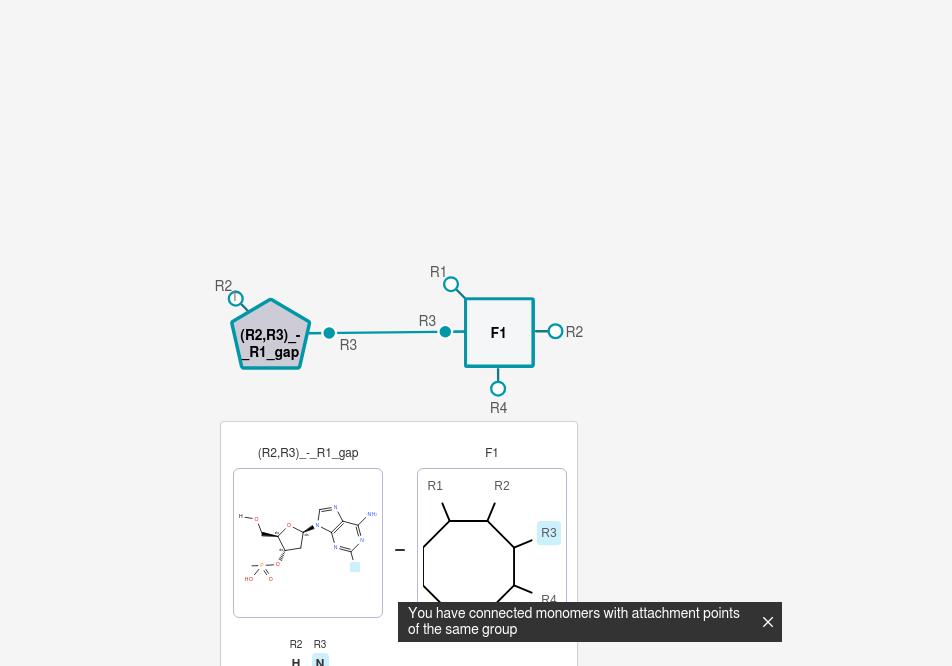 R1
R2
R3
R3
(R2,R3)_-
_R1_gap
F1
R2
R4
(R2,R3)_-_R1_gap
F1
R1
R2
R3
R4
H
O
O
N
N
NH₂
N
N
N
O
P
HO
O
You have connected monomers with attachment points
of the same group
R2 R3
H N